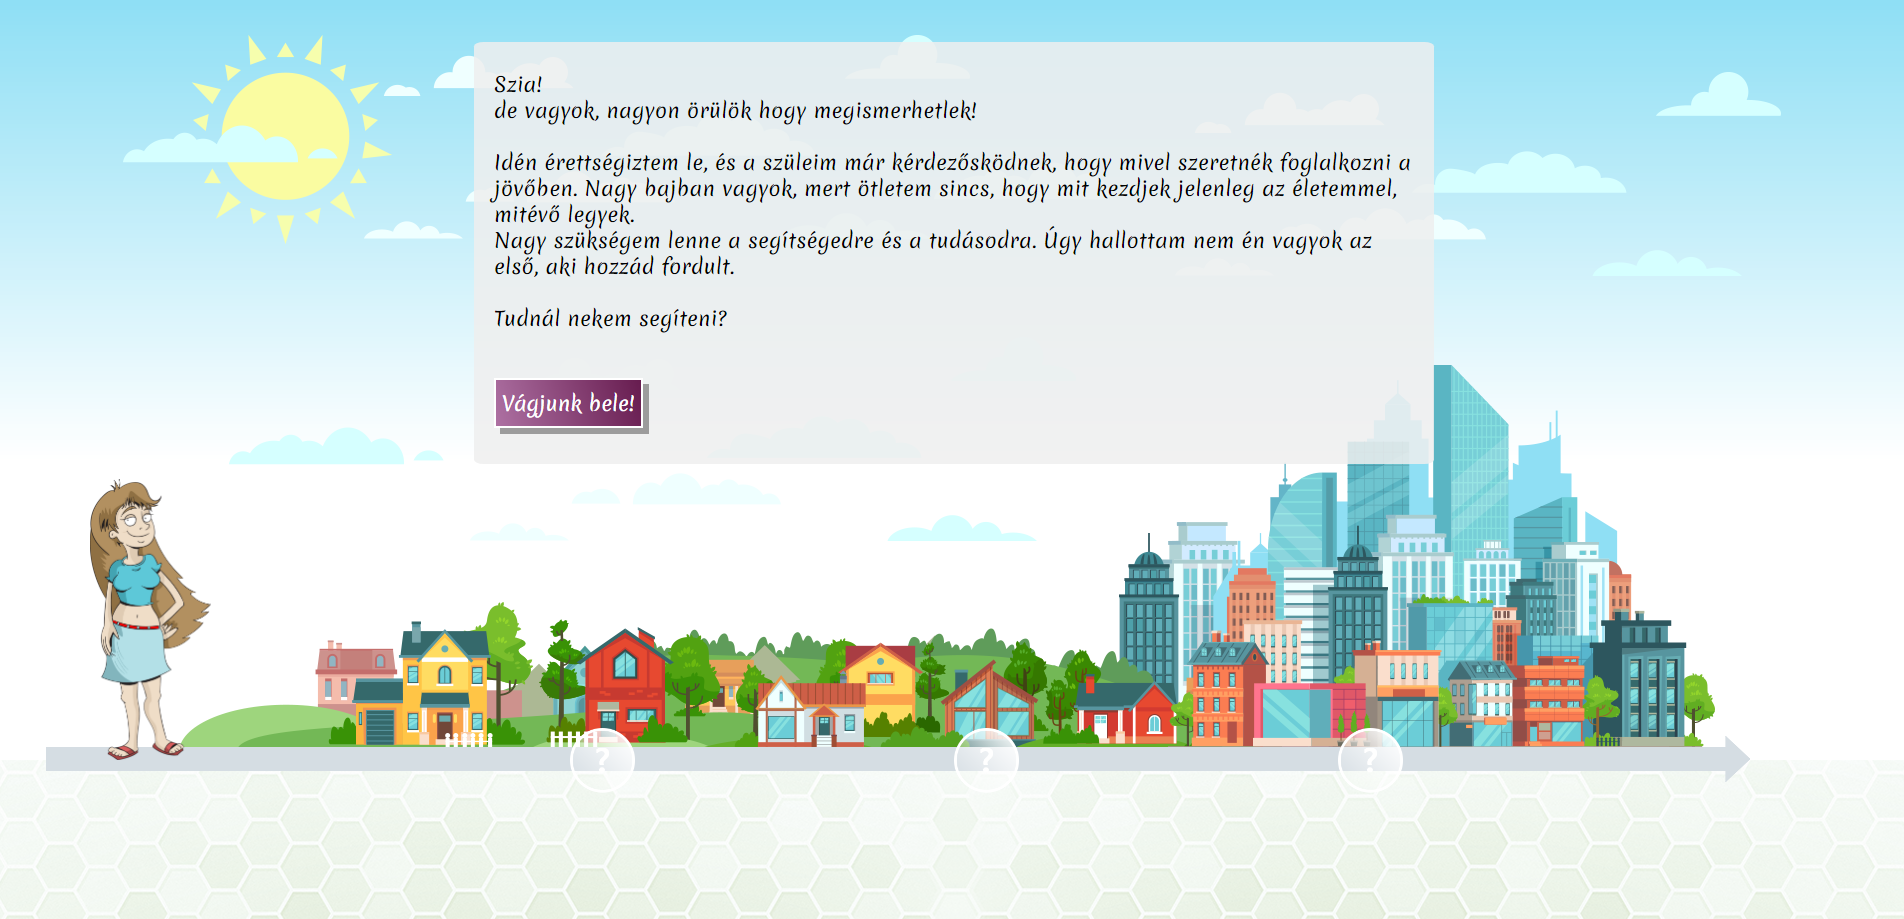 Szia!
de vagyok, nagyon örülök hogy megismerhetlek!
Idén érettségiztem le, és a szüleim már kérdezősködnek, hogy mivel szeretnék foglalkozni a
jövőben. Nagy bajban vagyok, mert ötletem sincs, hogy mit kezdjek jelenleg az életemmel,
mitévő legyek.
Nagy szükségem lenne a segítségedre és a tudásodra. Úgy hallottam nem én vagyok az
első, aki hozzád fordult.
Tudnál nekem segíteni?
Vágjunk bele!
? ? ?